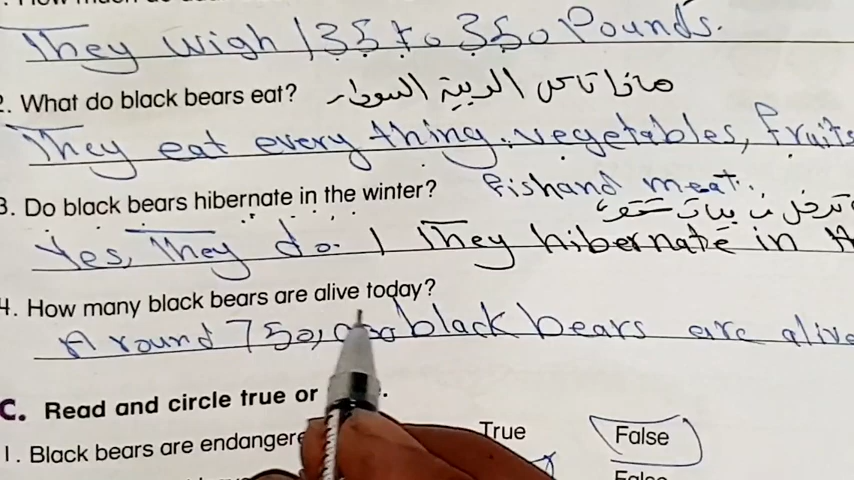 They wigh 135 to 350 Pounds.
2. What do black bears eat? ماذا تاكل الدببة السوداء
They eat every thing: vegetables, fruits
fish and meat.
3. Do black bears hibernate in the winter?
تدخل
Yes, They do. They hibernate in
4. How many black bears are alive today?
Around 750,000 black bears are alive
C. Read and circle true or
1. Black bears are endangere True False
False